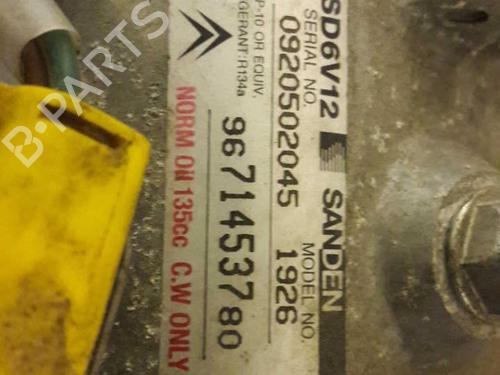 SD6V12 SANDEN
SERIAL NO. MODEL NO.
0920502045 1926
P-10 OR EQUIV.
GERANT:R134a
9671453780
NORM Oil 135cc C.W ONLY
B-PARTS